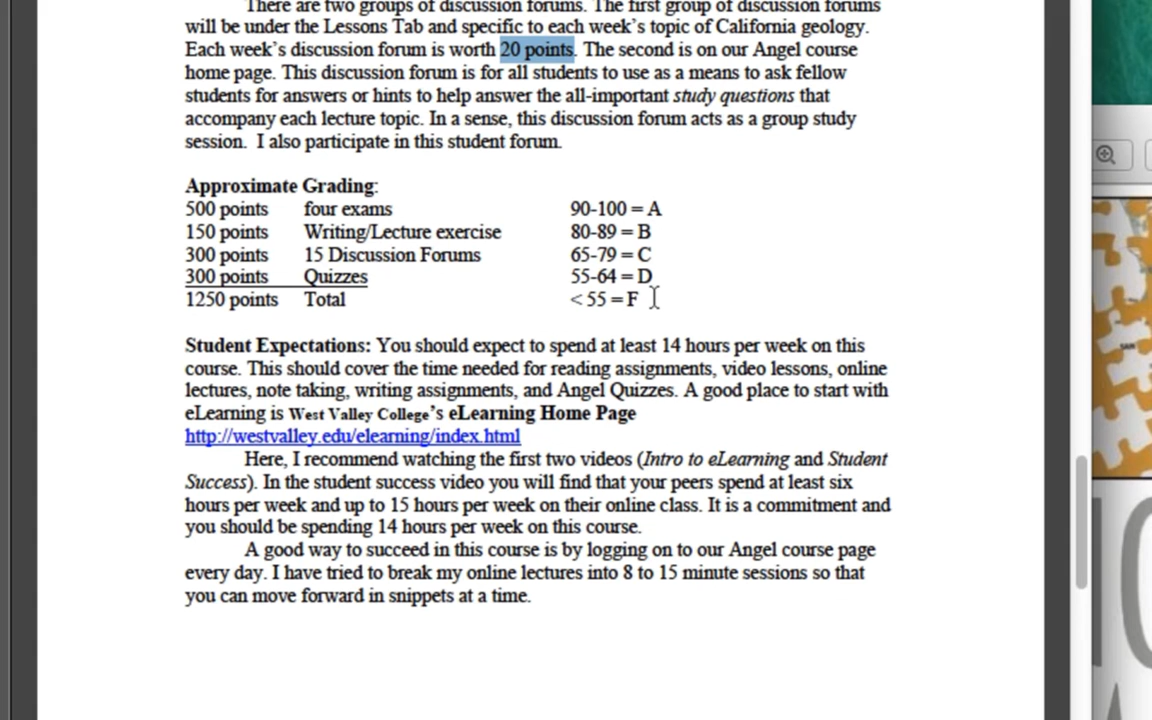 There are two groups of discussion forums. The first group of discussion forums
will be under the Lessons Tab and specific to each week's topic of California geology.
Each week's discussion forum is worth 20 points. The second is on our Angel course
home page. This discussion forum is for all students to use as a means to ask fellow
students for answers or hints to help answer the all-important study questions that
accompany each lecture topic. In a sense, this discussion forum acts as a group study
session. I also participate in this student forum.
Approximate Grading:
500 points four exams 90-100 = A
150 points Writing/Lecture exercise 80-89 = B
300 points 15 Discussion Forums 65-79 = C
300 points Quizzes 55-64 = D
1250 points Total < 55 = F
Student Expectations: You should expect to spend at least 14 hours per week on this
course. This should cover the time needed for reading assignments, video lessons, online
lectures, note taking, writing assignments, and Angel Quizzes. A good place to start with
eLearning is West Valley College's eLearning Home Page
http://westvalley.edu/elearning/index.html
Here, I recommend watching the first two videos (Intro to eLearning and Student
Success). In the student success video you will find that your peers spend at least six
hours per week and up to 15 hours per week on their online class. It is a commitment and
you should be spending 14 hours per week on this course.
A good way to succeed in this course is by logging on to our Angel course page
every day. I have tried to break my online lectures into 8 to 15 minute sessions so that
you can move forward in snippets at a time.